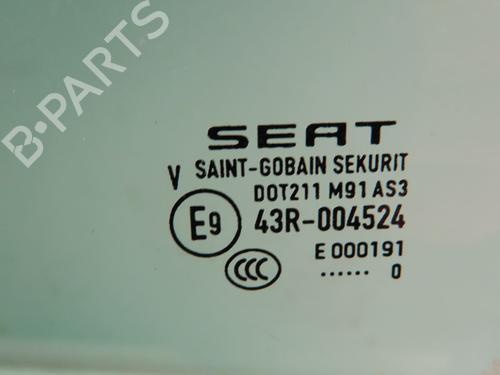 B-PARTS
SEAT
V SAINT-GOBAIN SEKURIT
DOT211 M91 AS3
E9 43R-004524
E 000191
CCC
...... 0